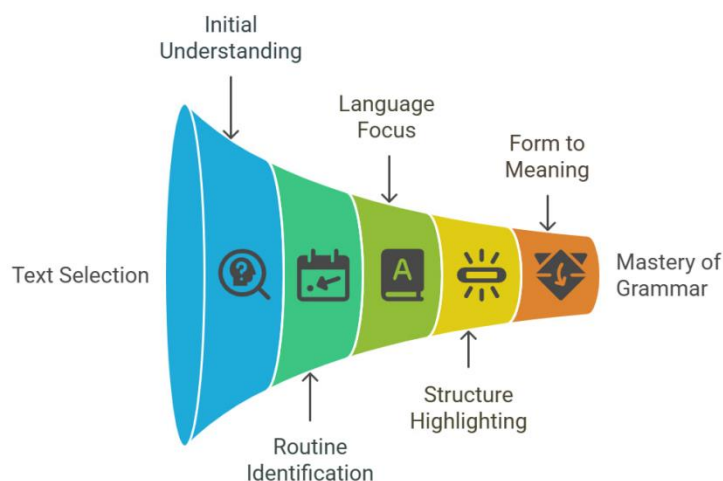 Initial
Understanding
Language
Focus
Form to
Meaning
Text Selection
?
A
Mastery of
Grammar
Structure
Highlighting
Routine
Identification